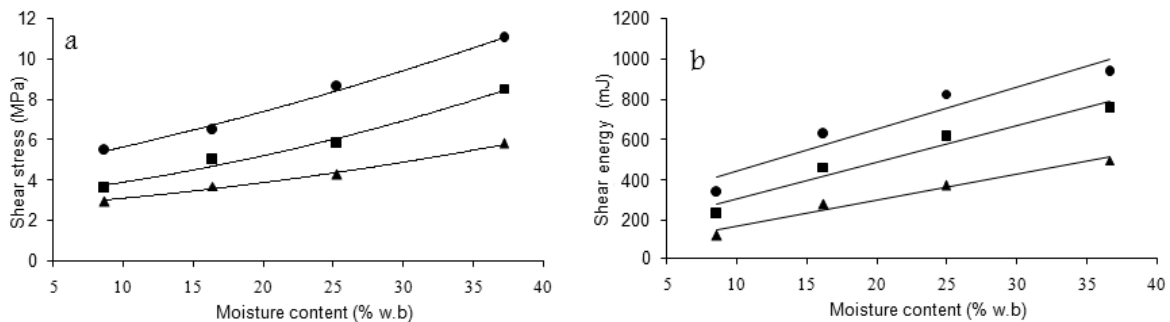 a
Shear stress (MPa)
12
10
8
6
4
2
0
5 10 15 20 25 30 35 40
Moisture content (% w.b)
b
Shear energy (mJ)
1200
1000
800
600
400
200
0
5 10 15 20 25 30 35 40
Moisture content (% w.b)